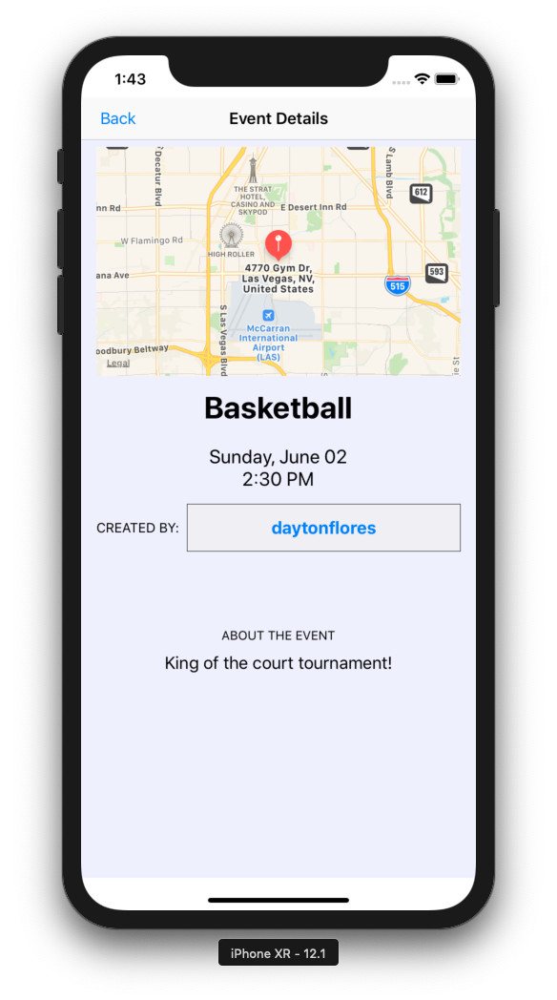 1:43
Back
Event Details
Decatur Blvd
S Lamb Blvd
THE STRAT
HOTEL,
CASINO AND
SKYPOD
612
nn Rd
E Desert Inn Rd
W Flamingo Rd
HIGH ROLLER
4770 Gym Dr,
Las Vegas, NV,
United States
ana Ave
593
515
S Las Vegas Blvd
McCarran
International
Airport
(LAS)
oodbury Beltway
Legal
ie St
Basketball
Sunday, June 02
2:30 PM
CREATED BY:
daytonflores
ABOUT THE EVENT
King of the court tournament!
iPhone XR - 12.1